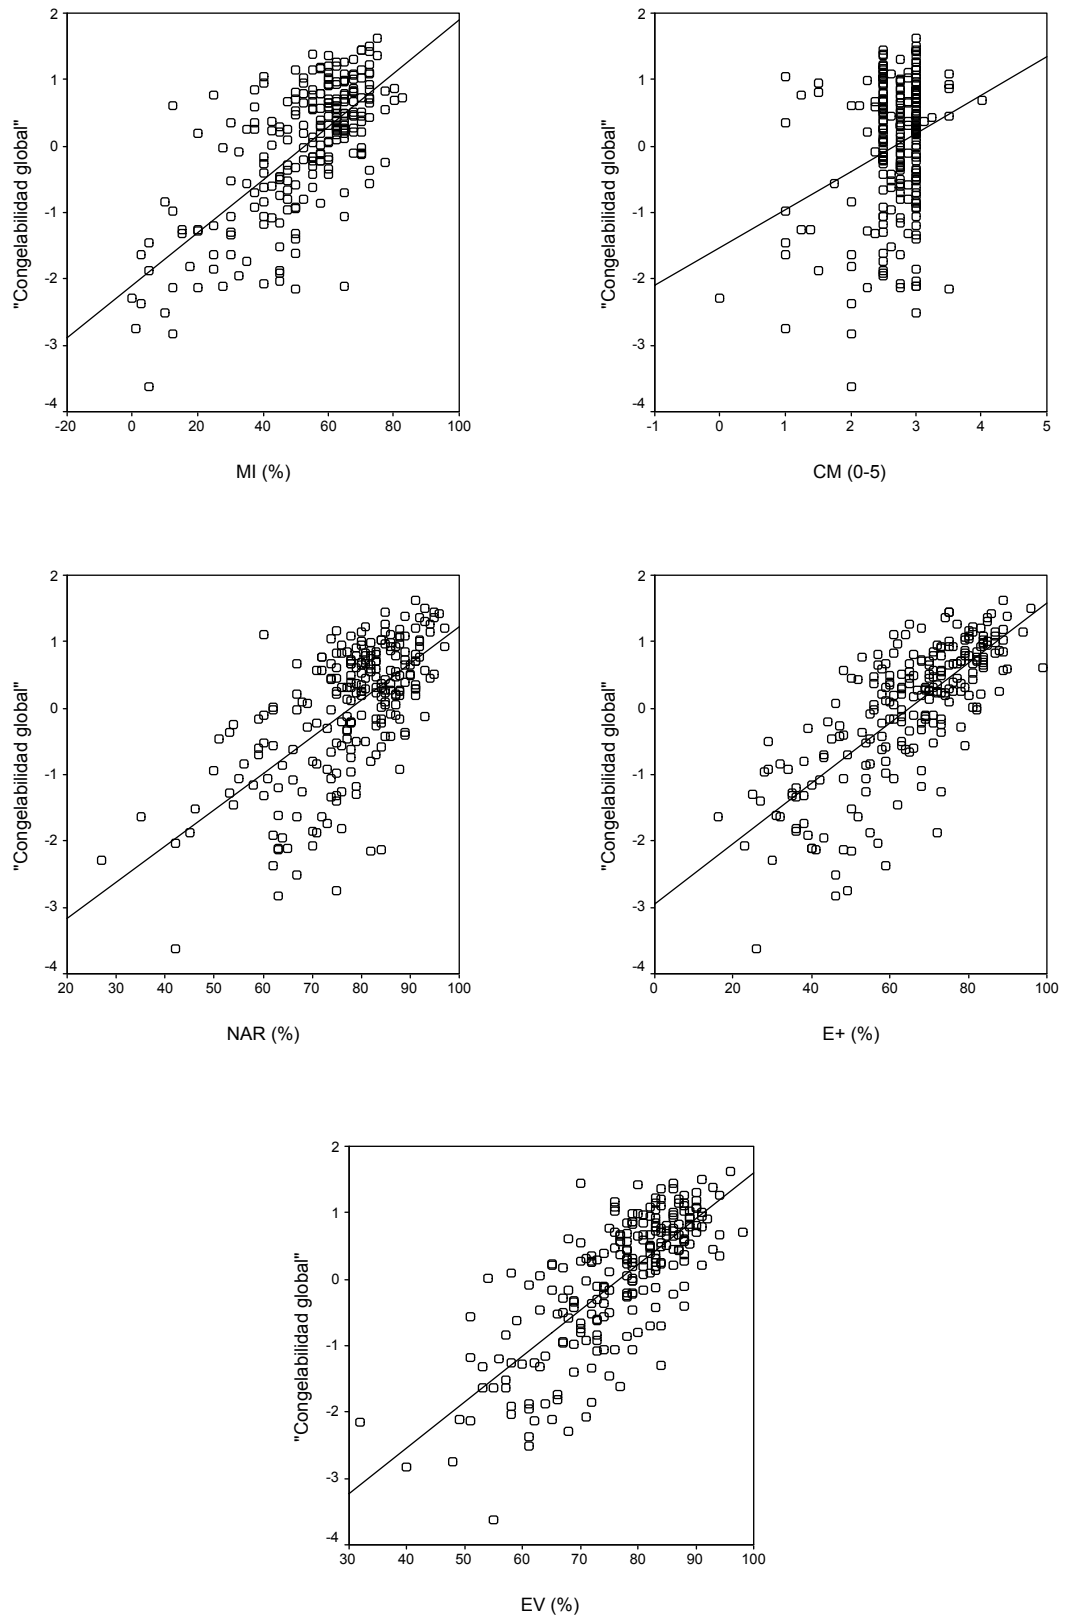 2
1
0
-1
-2
-3
-4
"Congelabilidad global"
-20 0 20 40 60 80 100
MI (%)
2
1
0
-1
-2
-3
-4
"Congelabilidad global"
-1 0 1 2 3 4 5
CM (0-5)
2
1
0
-1
-2
-3
-4
"Congelabilidad global"
20 30 40 50 60 70 80 90 100
NAR (%)
2
1
0
-1
-2
-3
-4
"Congelabilidad global"
0 20 40 60 80 100
E+ (%)
2
1
0
-1
-2
-3
-4
"Congelabilidad global"
30 40 50 60 70 80 90 100
EV (%)